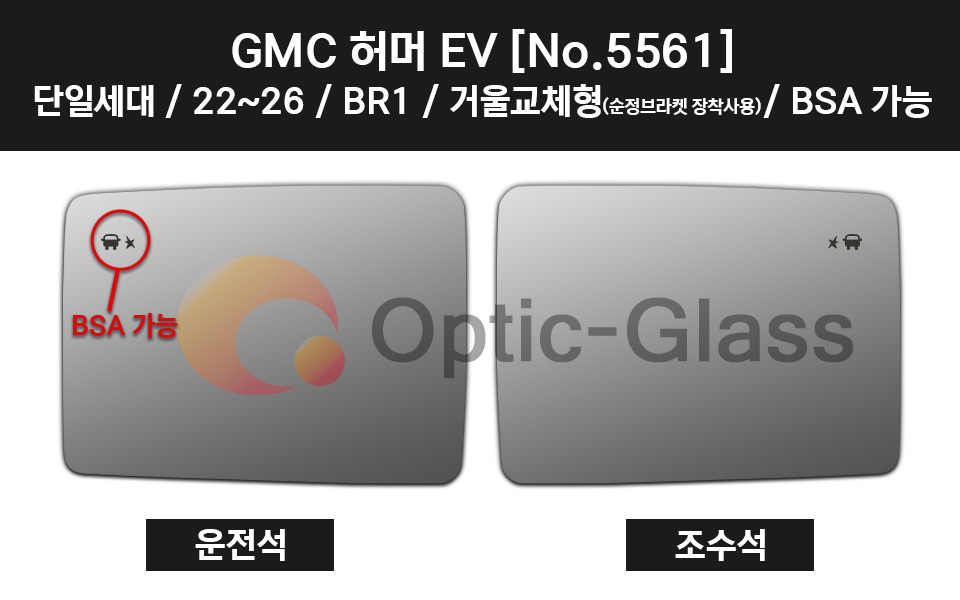 GMC 허머 EV [No.5561]
단일세대 / 22~26 / BR1 / 거울교체형(순정브라켓 장착사용)/ BSA 가능
BSA 가능
Optic-Glass
운전석
조수석